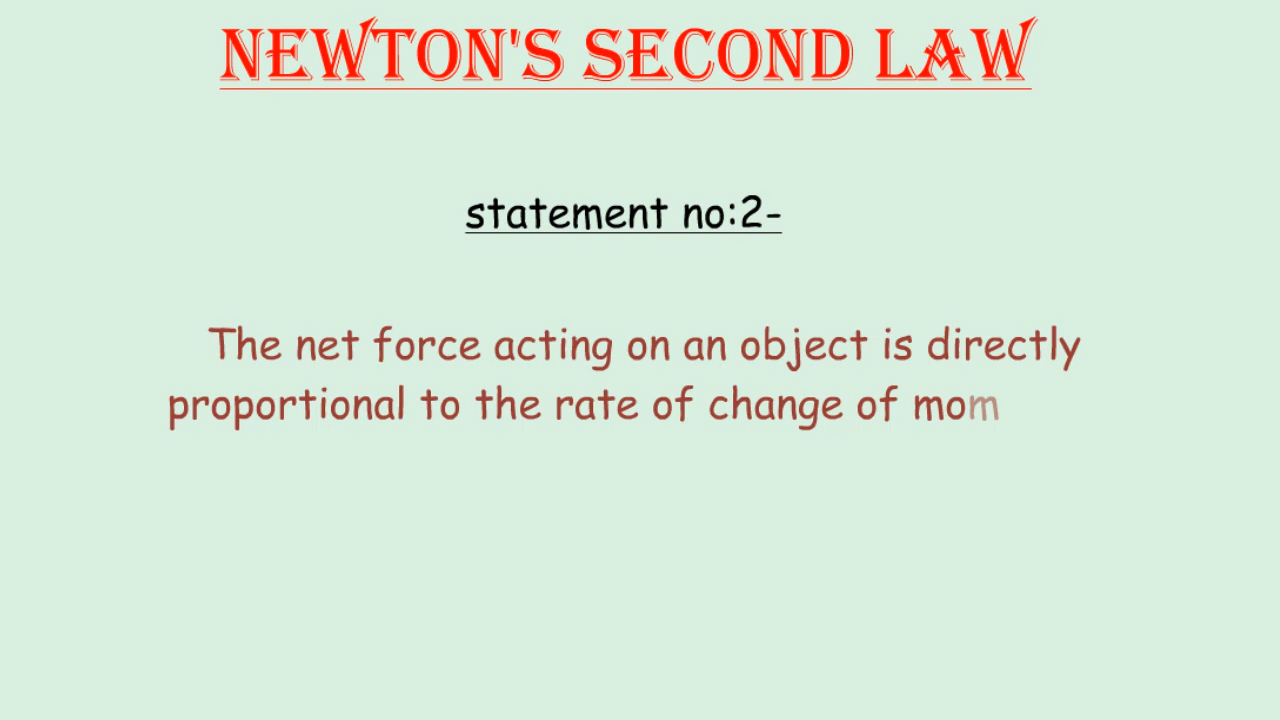 NEWTON'S SECOND LAW
statement no:2-
The net force acting on an object is directly
proportional to the rate of change of mom